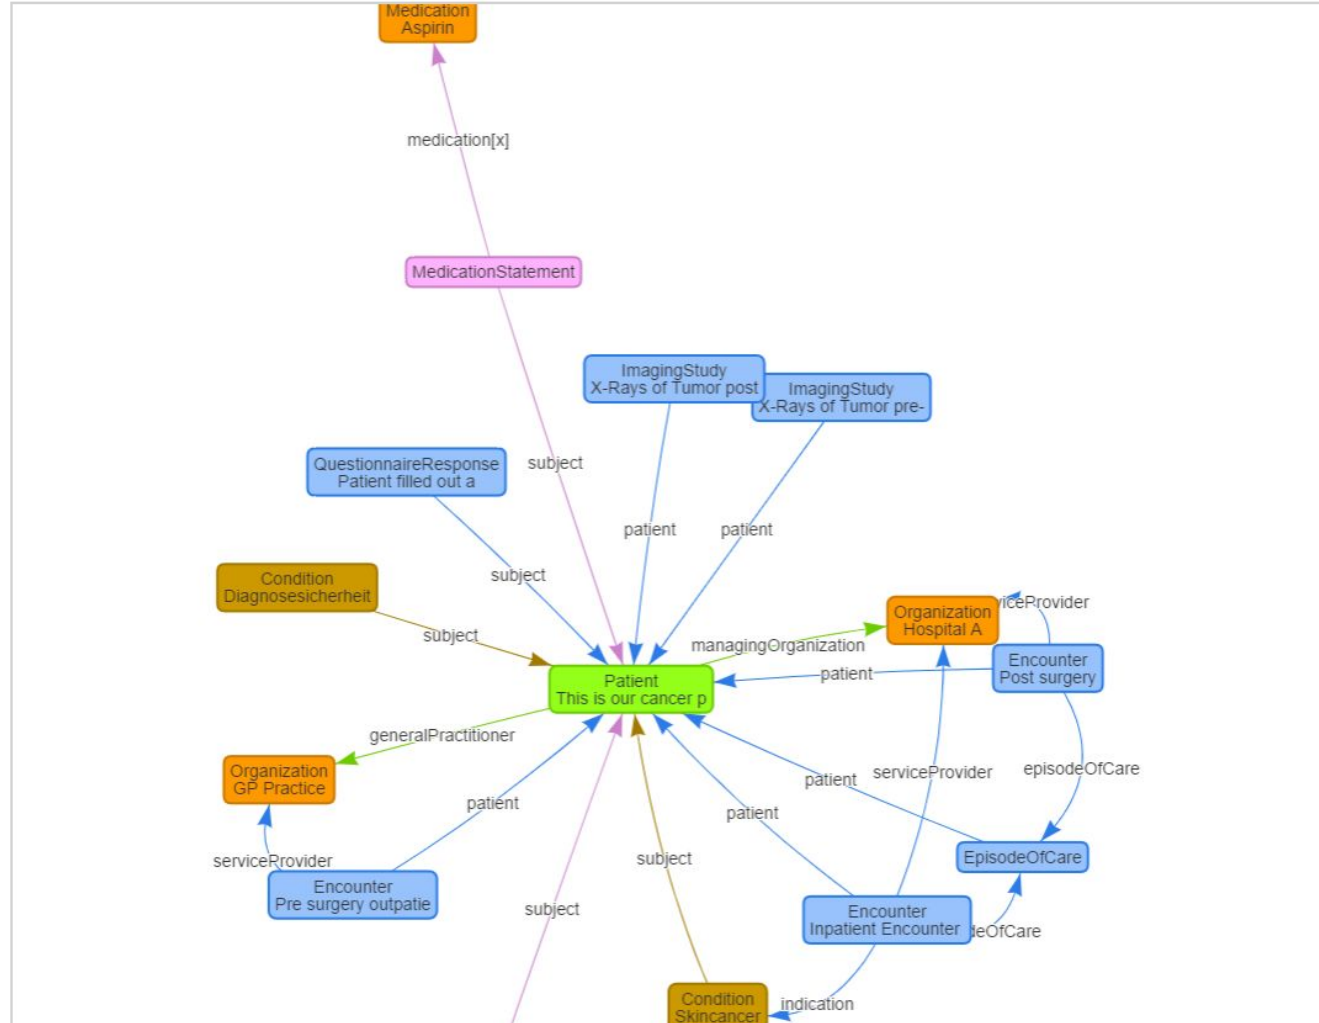 Medication
Aspirin
medication[x]
MedicationStatement
ImagingStudy
X-Rays of Tumor post
ImagingStudy
X-Rays of Tumor pre-
QuestionnaireResponse
Patient filled out a
subject
patient
patient
subject
Condition
Diagnosesicherheit
subject
Organization
Hospital A
viceProvider
managingOrganization
Encounter
Post surgery
patient
Patient
This is our cancer p
generalPractitioner
Organization
GP Practice
serviceProvider
episodeOfCare
patient
patient
patient
serviceProvider
subject
EpisodeOfCare
Encounter
Pre surgery outpatie
subject
Encounter
Inpatient Encounter
deOfCare
Condition
Skincancer
indication